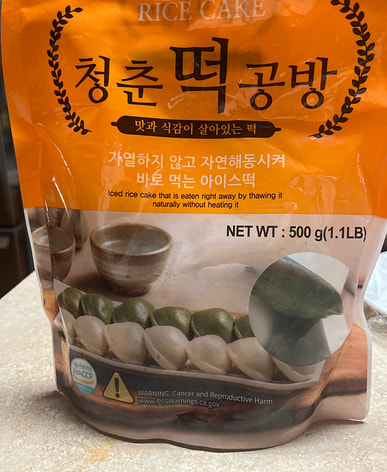 RICE CAKE
청춘 떡 공방
맛과 식감이 살아있는 떡
가열하지 않고 자연해동시켜
바로 먹는 아이스떡
Iced rice cake that is eaten right away by thawing it
naturally without heating it
NET WT : 500 g(1.1LB)
HACCP
WARNING: Cancer and Reproductive Harm
www.P65Warnings.ca.gov